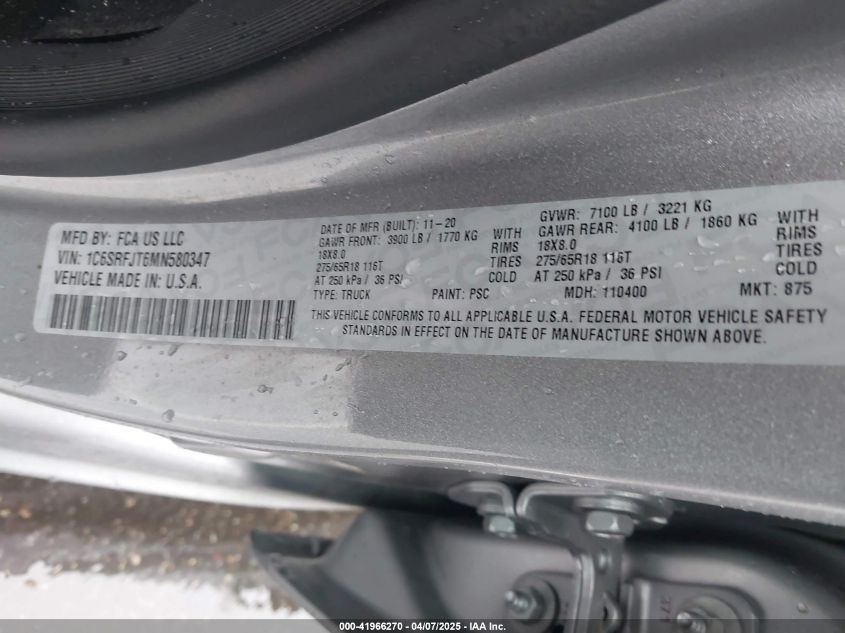 MFD BY: FCA US LLC
VIN: 1C6SRFJT6MN580347
VEHICLE MADE IN: U.S.A.
DATE OF MFR (BUILT): 11-20
GAWR FRONT: 3900 LB / 1770 KG WITH
18X8.0 RIMS
275/65R18 116T TIRES
AT 250 kPa / 36 PSI COLD
GVWR: 7100 LB / 3221 KG
GAWR REAR: 4100 LB / 1860 KG WITH
18X8.0 RIMS
275/65R18 116T TIRES
AT 250 kPa / 36 PSI COLD
TYPE: TRUCK PAINT: PSC MDH: 110400 MKT: 875
THIS VEHICLE CONFORMS TO ALL APPLICABLE U.S.A. FEDERAL MOTOR VEHICLE SAFETY
STANDARDS IN EFFECT ON THE DATE OF MANUFACTURE SHOWN ABOVE.
000-41966270 - 04/07/2025 - IAA Inc.